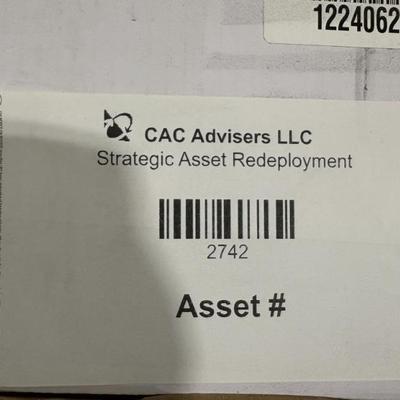 1224062
CAC Advisers LLC
Strategic Asset Redeployment
2742
Asset #